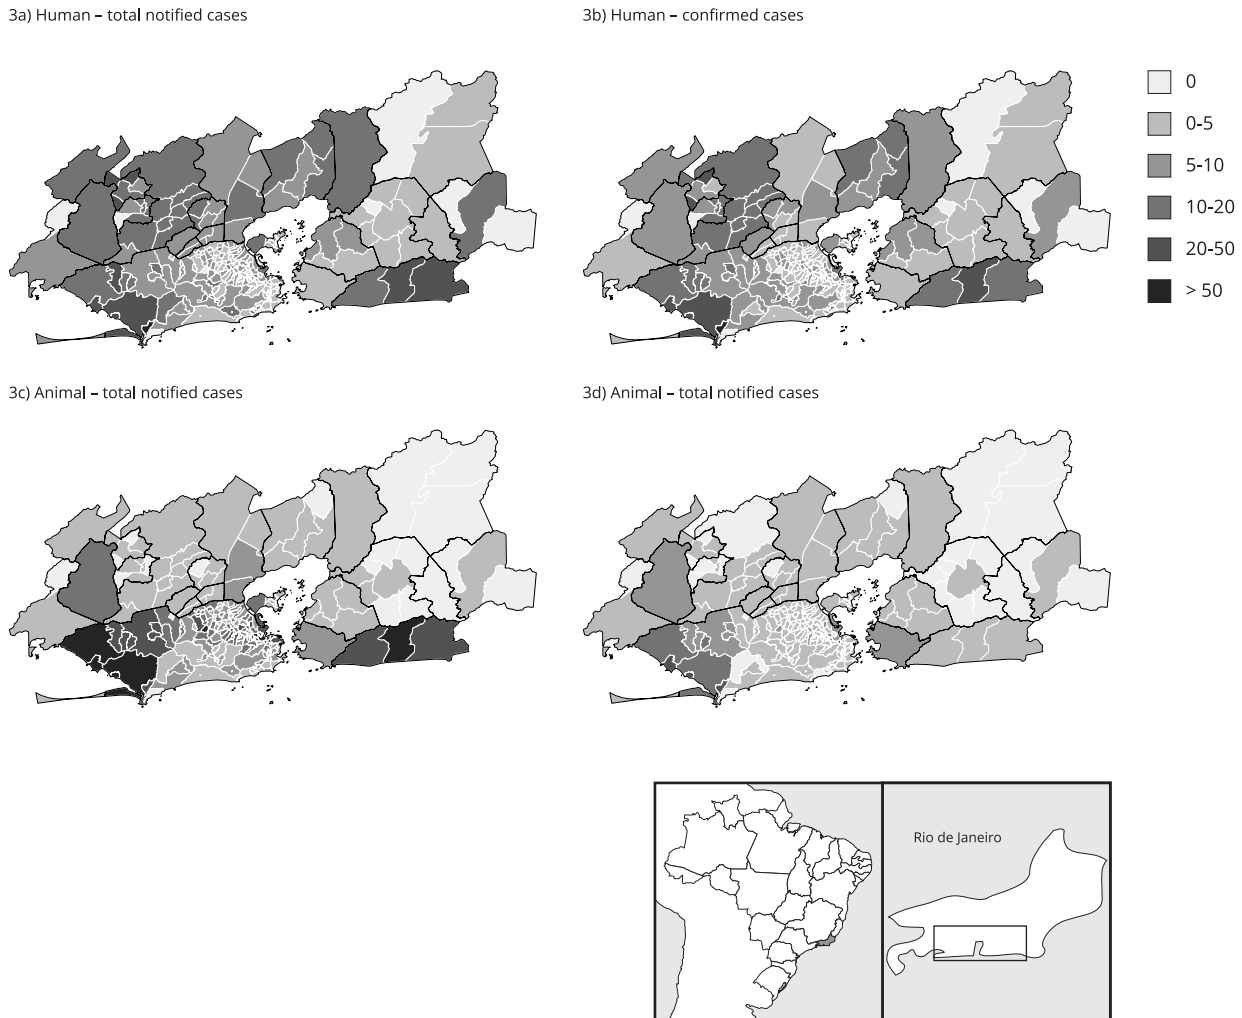 3a) Human – total notified cases
3b) Human – confirmed cases
0
0-5
5-10
10-20
20-50
> 50
3c) Animal – total notified cases
3d) Animal – total notified cases
Rio de Janeiro